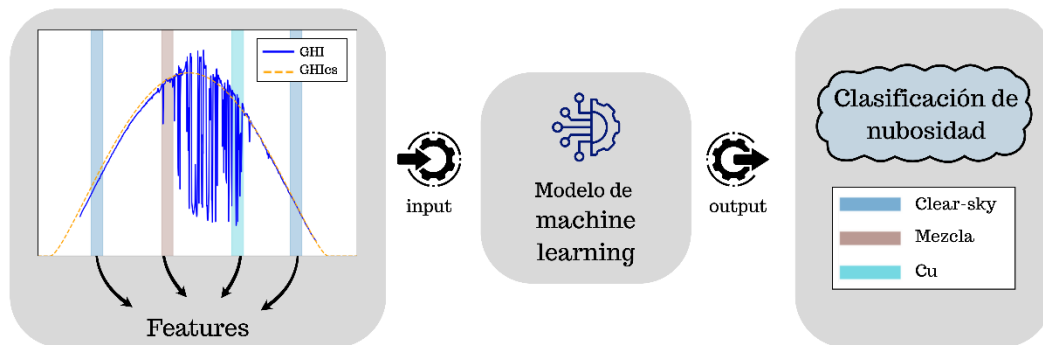 GHI
GHIcs
Features
input
Modelo de
machine
learning
output
Clasificación de
nubosidad
Clear-sky
Mezcla
Cu